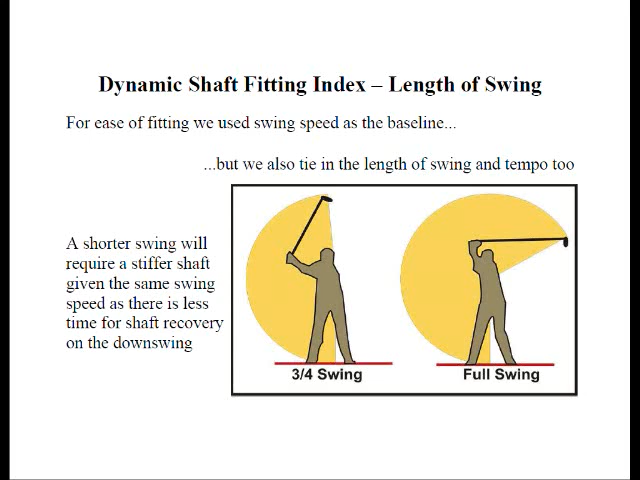 Dynamic Shaft Fitting Index – Length of Swing
For ease of fitting we used swing speed as the baseline...
...but we also tie in the length of swing and tempo too
A shorter swing will
require a stiffer shaft
given the same swing
speed as there is less
time for shaft recovery
on the downswing
3/4 Swing
Full Swing